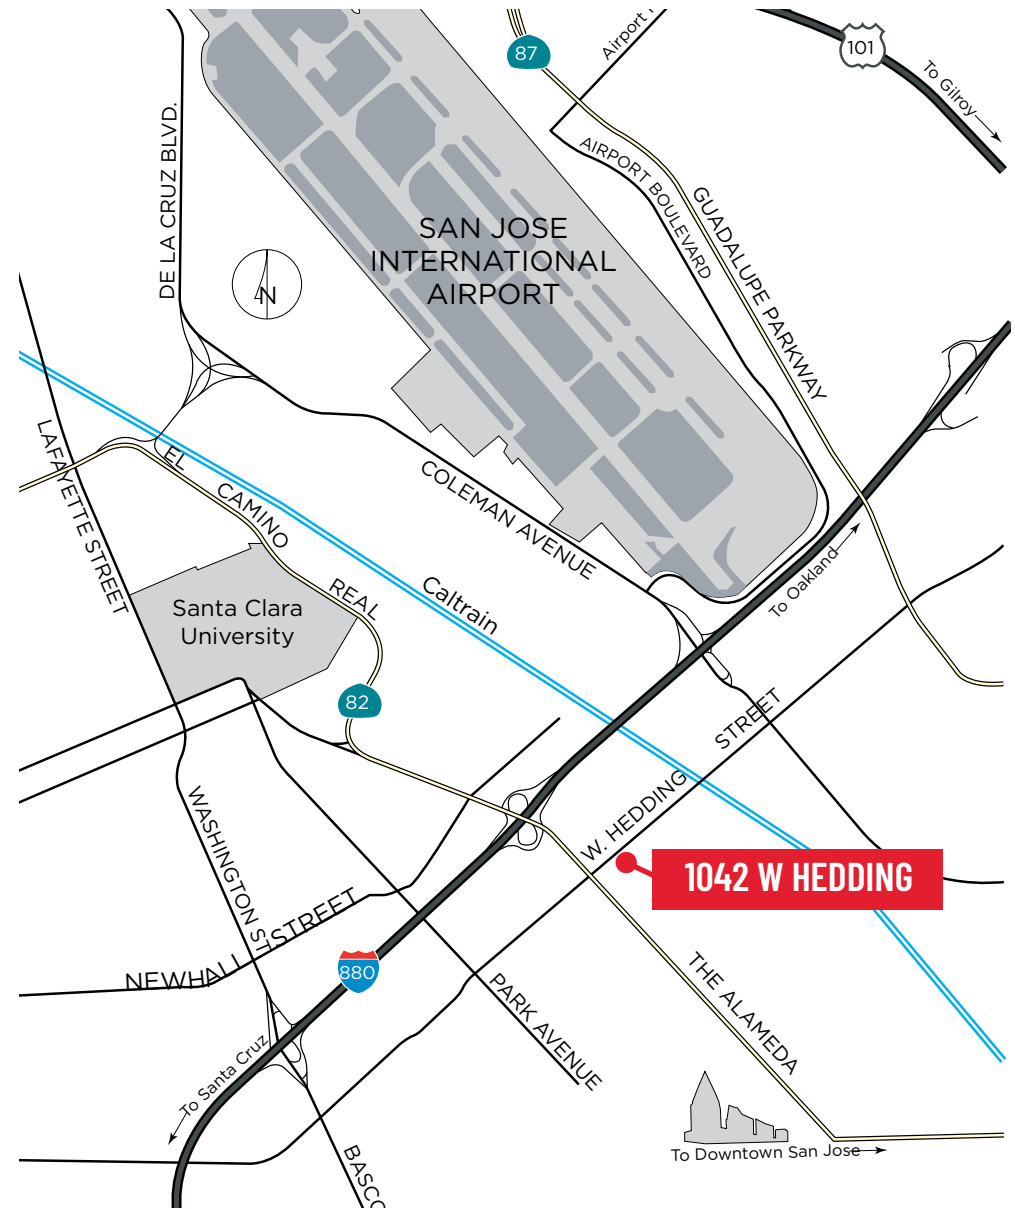 87
Airport
101
To Gilroy
DE LA CRUZ BLVD.
AIRPORT BOULEVARD
GUADALUPE PARKWAY
SAN JOSE
INTERNATIONAL
AIRPORT
N
LAFAYETTE STREET
EL CAMINO REAL
COLEMAN AVENUE
Caltrain
To Oakland
Santa Clara
University
82
STREET
W. HEDDING
1042 W HEDDING
WASHINGTON ST
NEWHALL STREET
880
THE ALAMEDA
PARK AVENUE
To Santa Cruz
BASCO
To Downtown San Jose